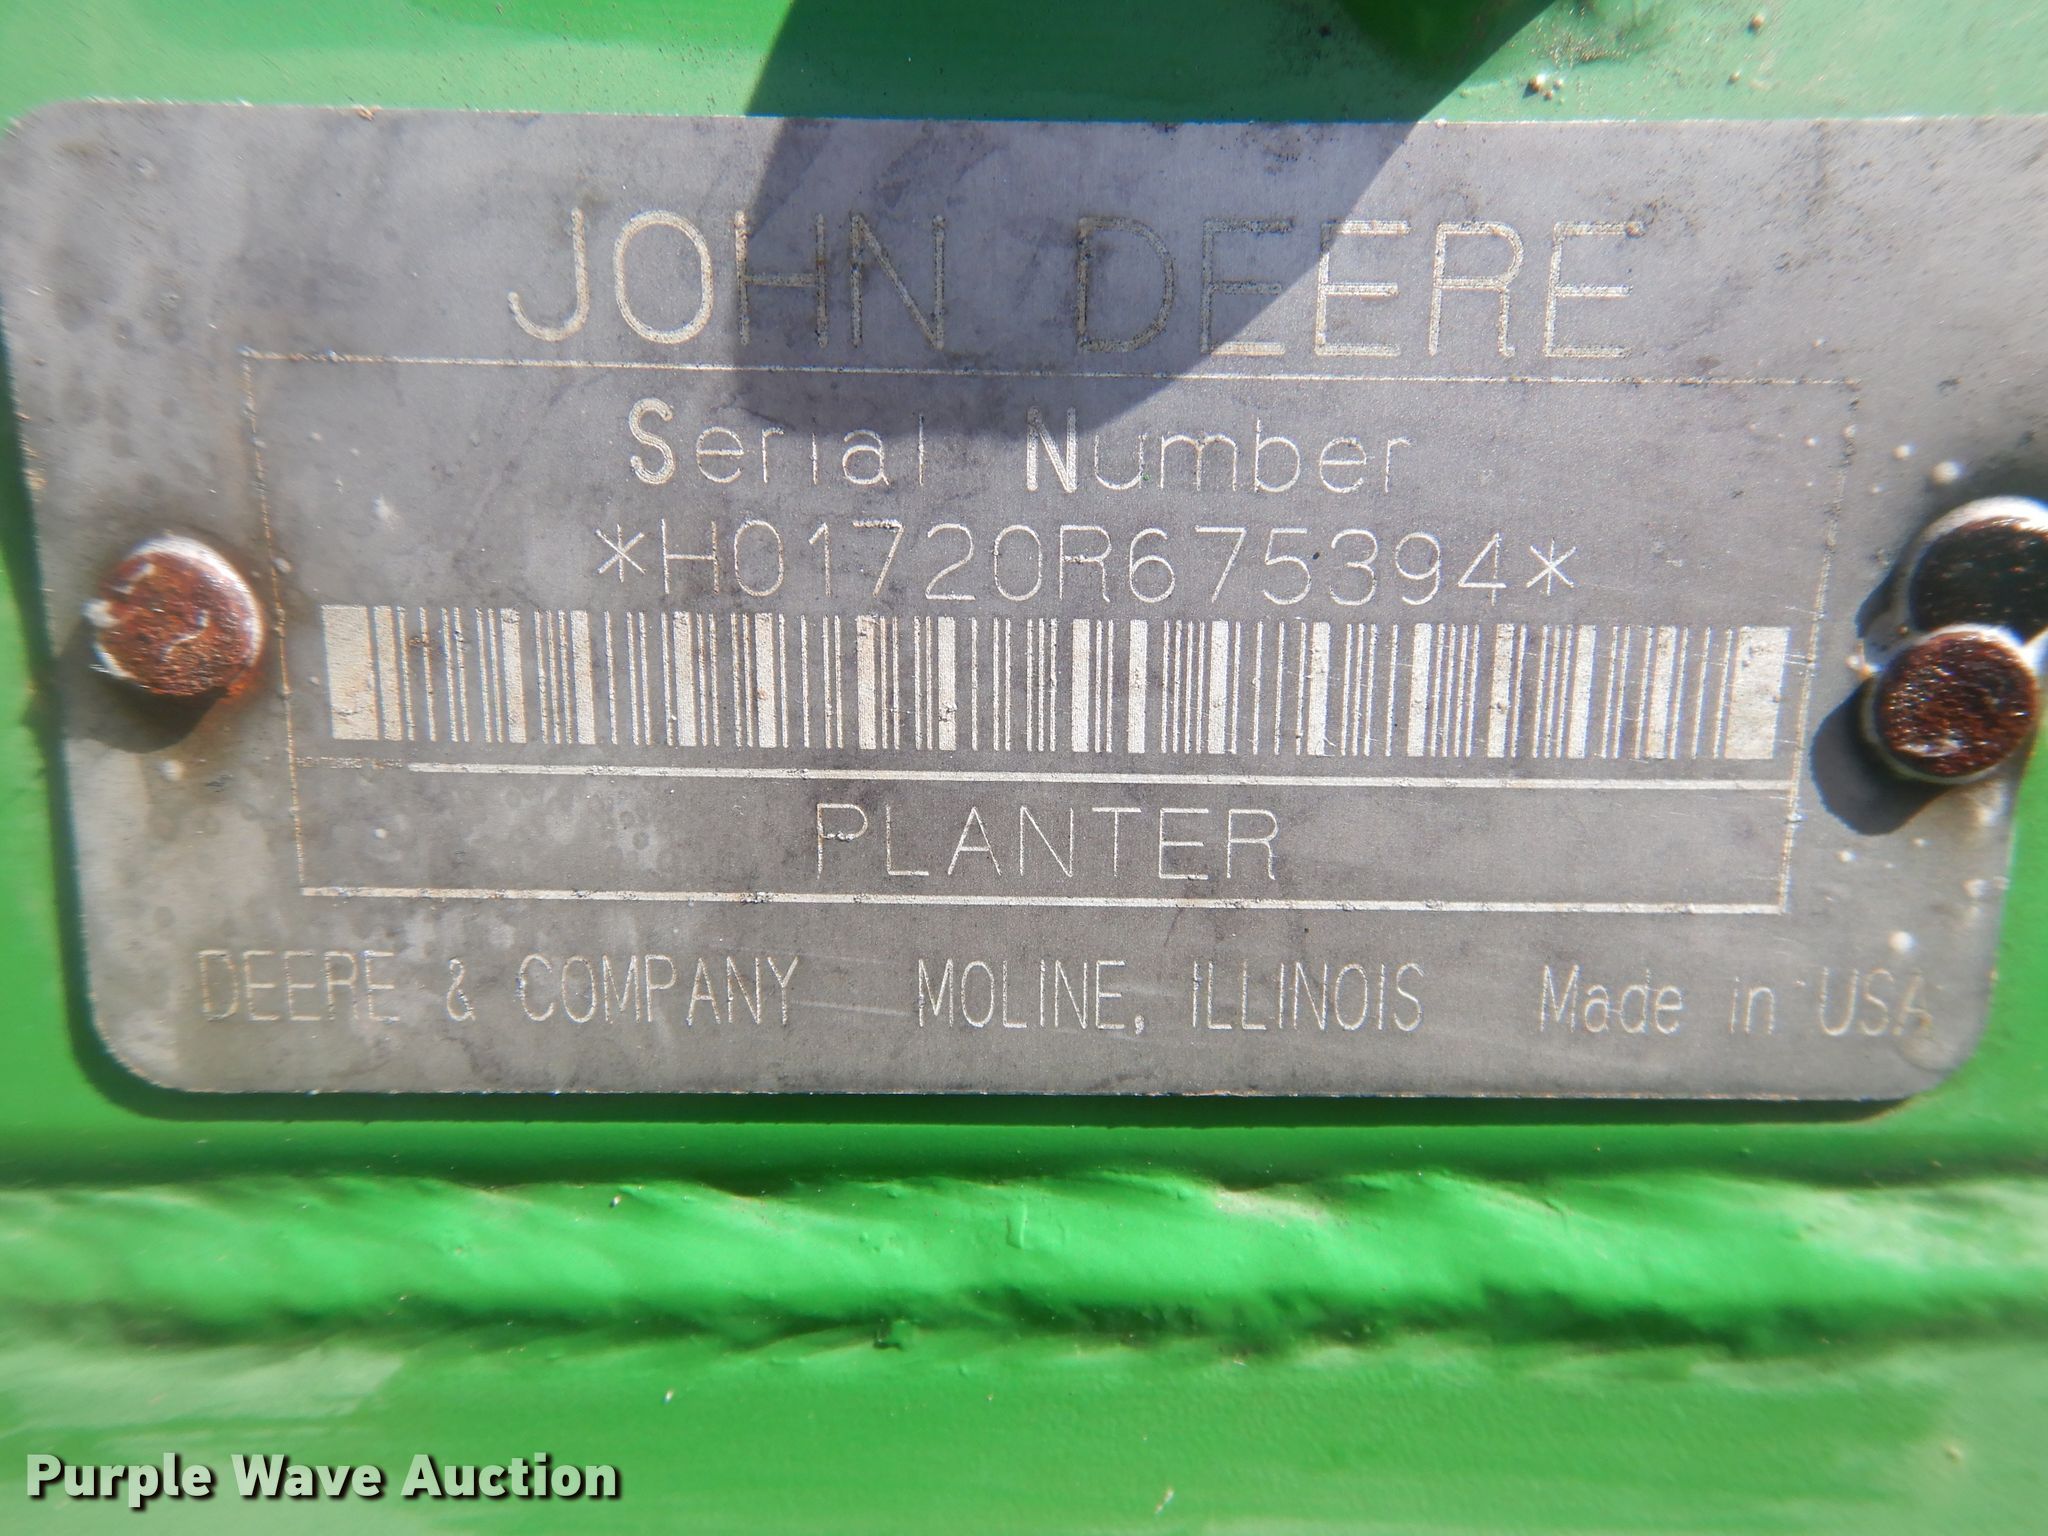 JOHN DEERE
Serial Number
*H01720R675394*
PLANTER
DEERE & COMPANY MOLINE, ILLINOIS Made in USA
Purple Wave Auction